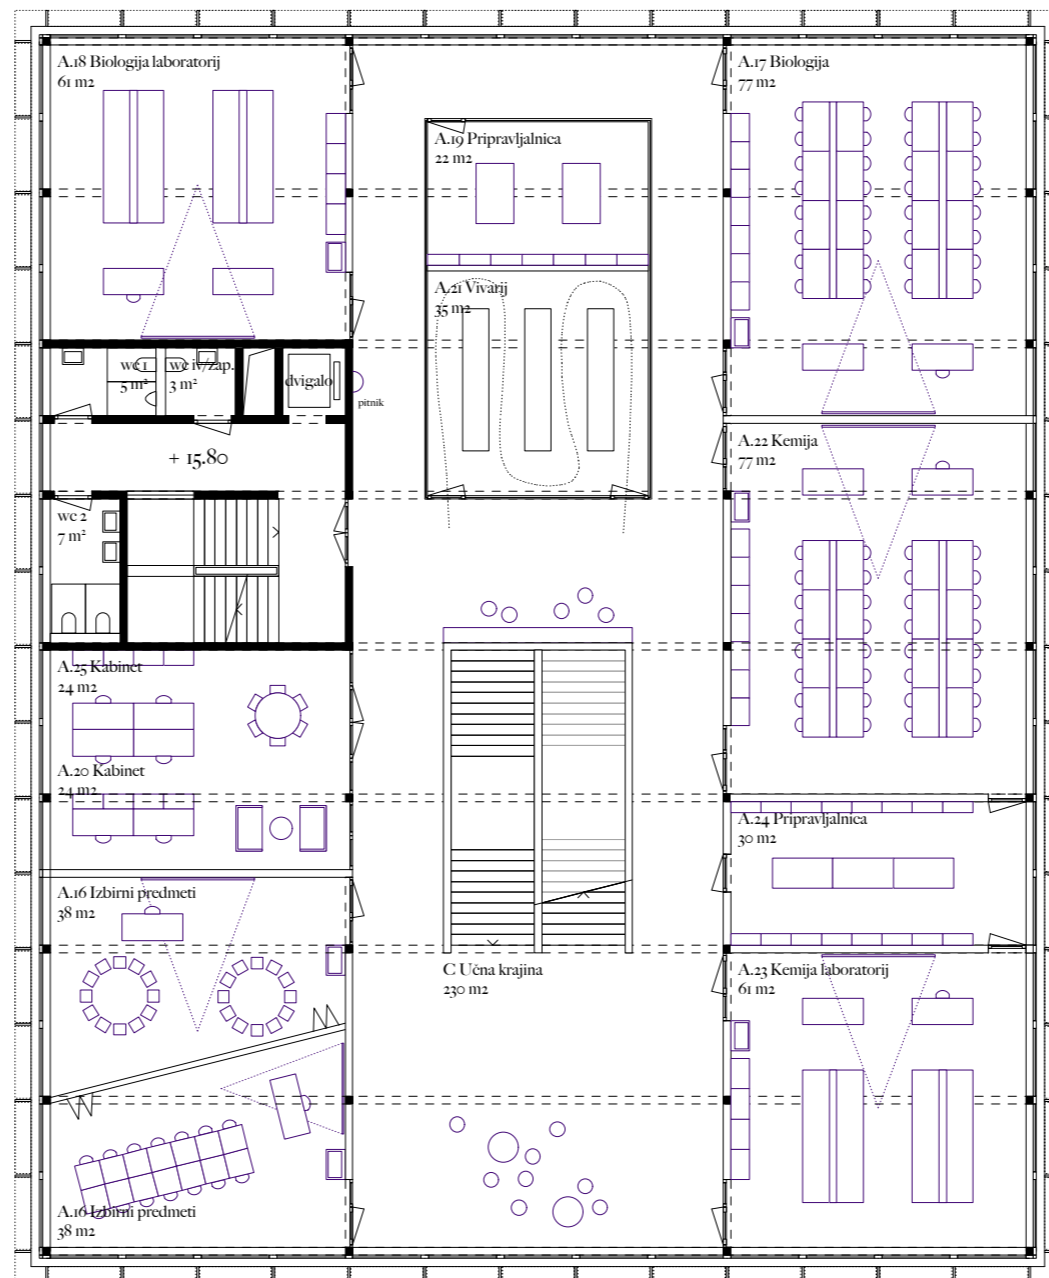 A.18 Biologija laboratorij
61 m2
A.17 Biologija
77 m2
A.19 Pripravljalnica
22 m2
A.21 Vivarij
35 m2
wc 1
5 m²
wc iv/zap.
3 m²
dvigalo
pitnik
A.22 Kemija
77 m2
+ 15.80
wc 2
7 m²
A.25 Kabinet
24 m2
A.20 Kabinet
24 m2
A.24 Pripravljalnica
30 m2
A.16 Izbirni predmeti
38 m2
C Učna krajina
230 m2
A.23 Kemija laboratorij
61 m2
A.16 Izbirni predmeti
38 m2